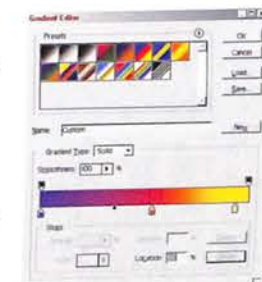 Gradient Editor
Presets
OK
Cancel
Load...
Save...
Name: Custom
New
Gradient Type: Solid
Smoothness: 100 %
Stops
Location: %